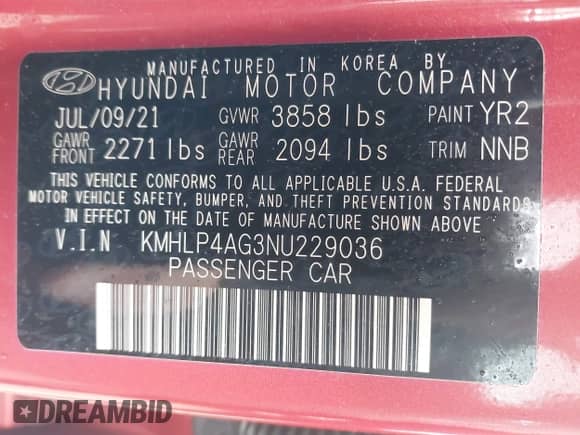 MANUFACTURED IN KOREA BY
HYUNDAI MOTOR COMPANY
JUL/09/21 GVWR 3858 lbs PAINT YR2
GAWR FRONT 2271 lbs GAWR REAR 2094 lbs TRIM NNB
THIS VEHICLE CONFORMS TO ALL APPLICABLE U.S.A. FEDERAL
MOTOR VEHICLE SAFETY, BUMPER, AND THEFT PREVENTION STANDARDS
IN EFFECT ON THE DATE OF MANUFACTURE SHOWN ABOVE
V.I.N KMHLP4AG3NU229036
PASSENGER CAR
DREAMBID